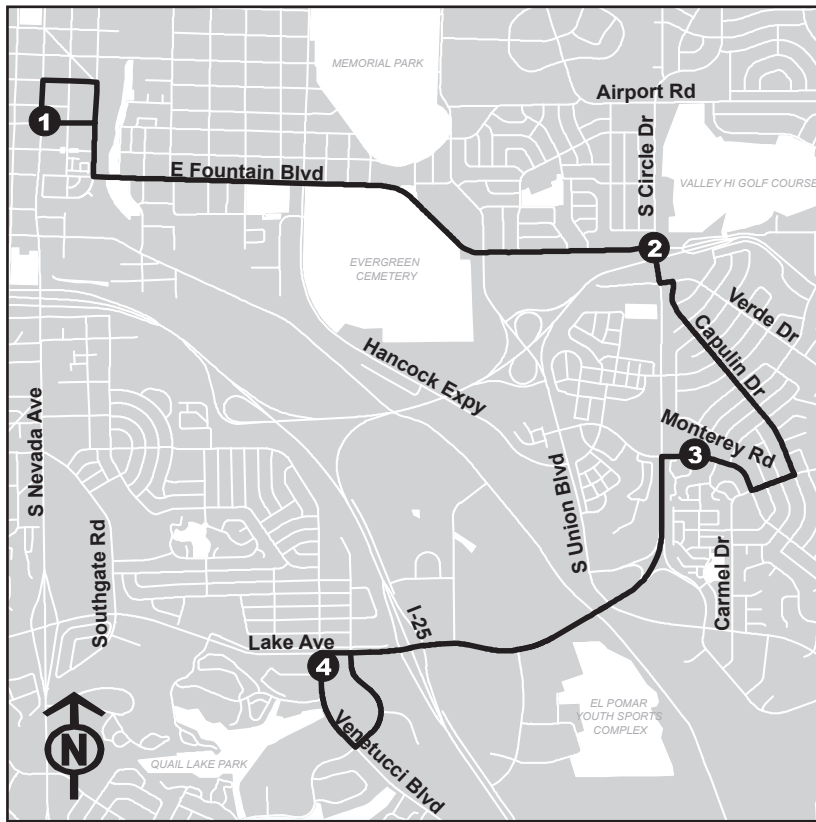 MEMORIAL PARK
Airport Rd
1
S Circle Dr
E Fountain Blvd
VALLEY HI GOLF COURSE
2
EVERGREEN
CEMETERY
Verde Dr
Capulin Dr
Hancock Expy
S Nevada Ave
Monterey Rd
3
S Union Blvd
Southgate Rd
Carmel Dr
I-25
Lake Ave
4
EL POMAR
YOUTH SPORTS
COMPLEX
Venetucci Blvd
N
QUAIL LAKE PARK